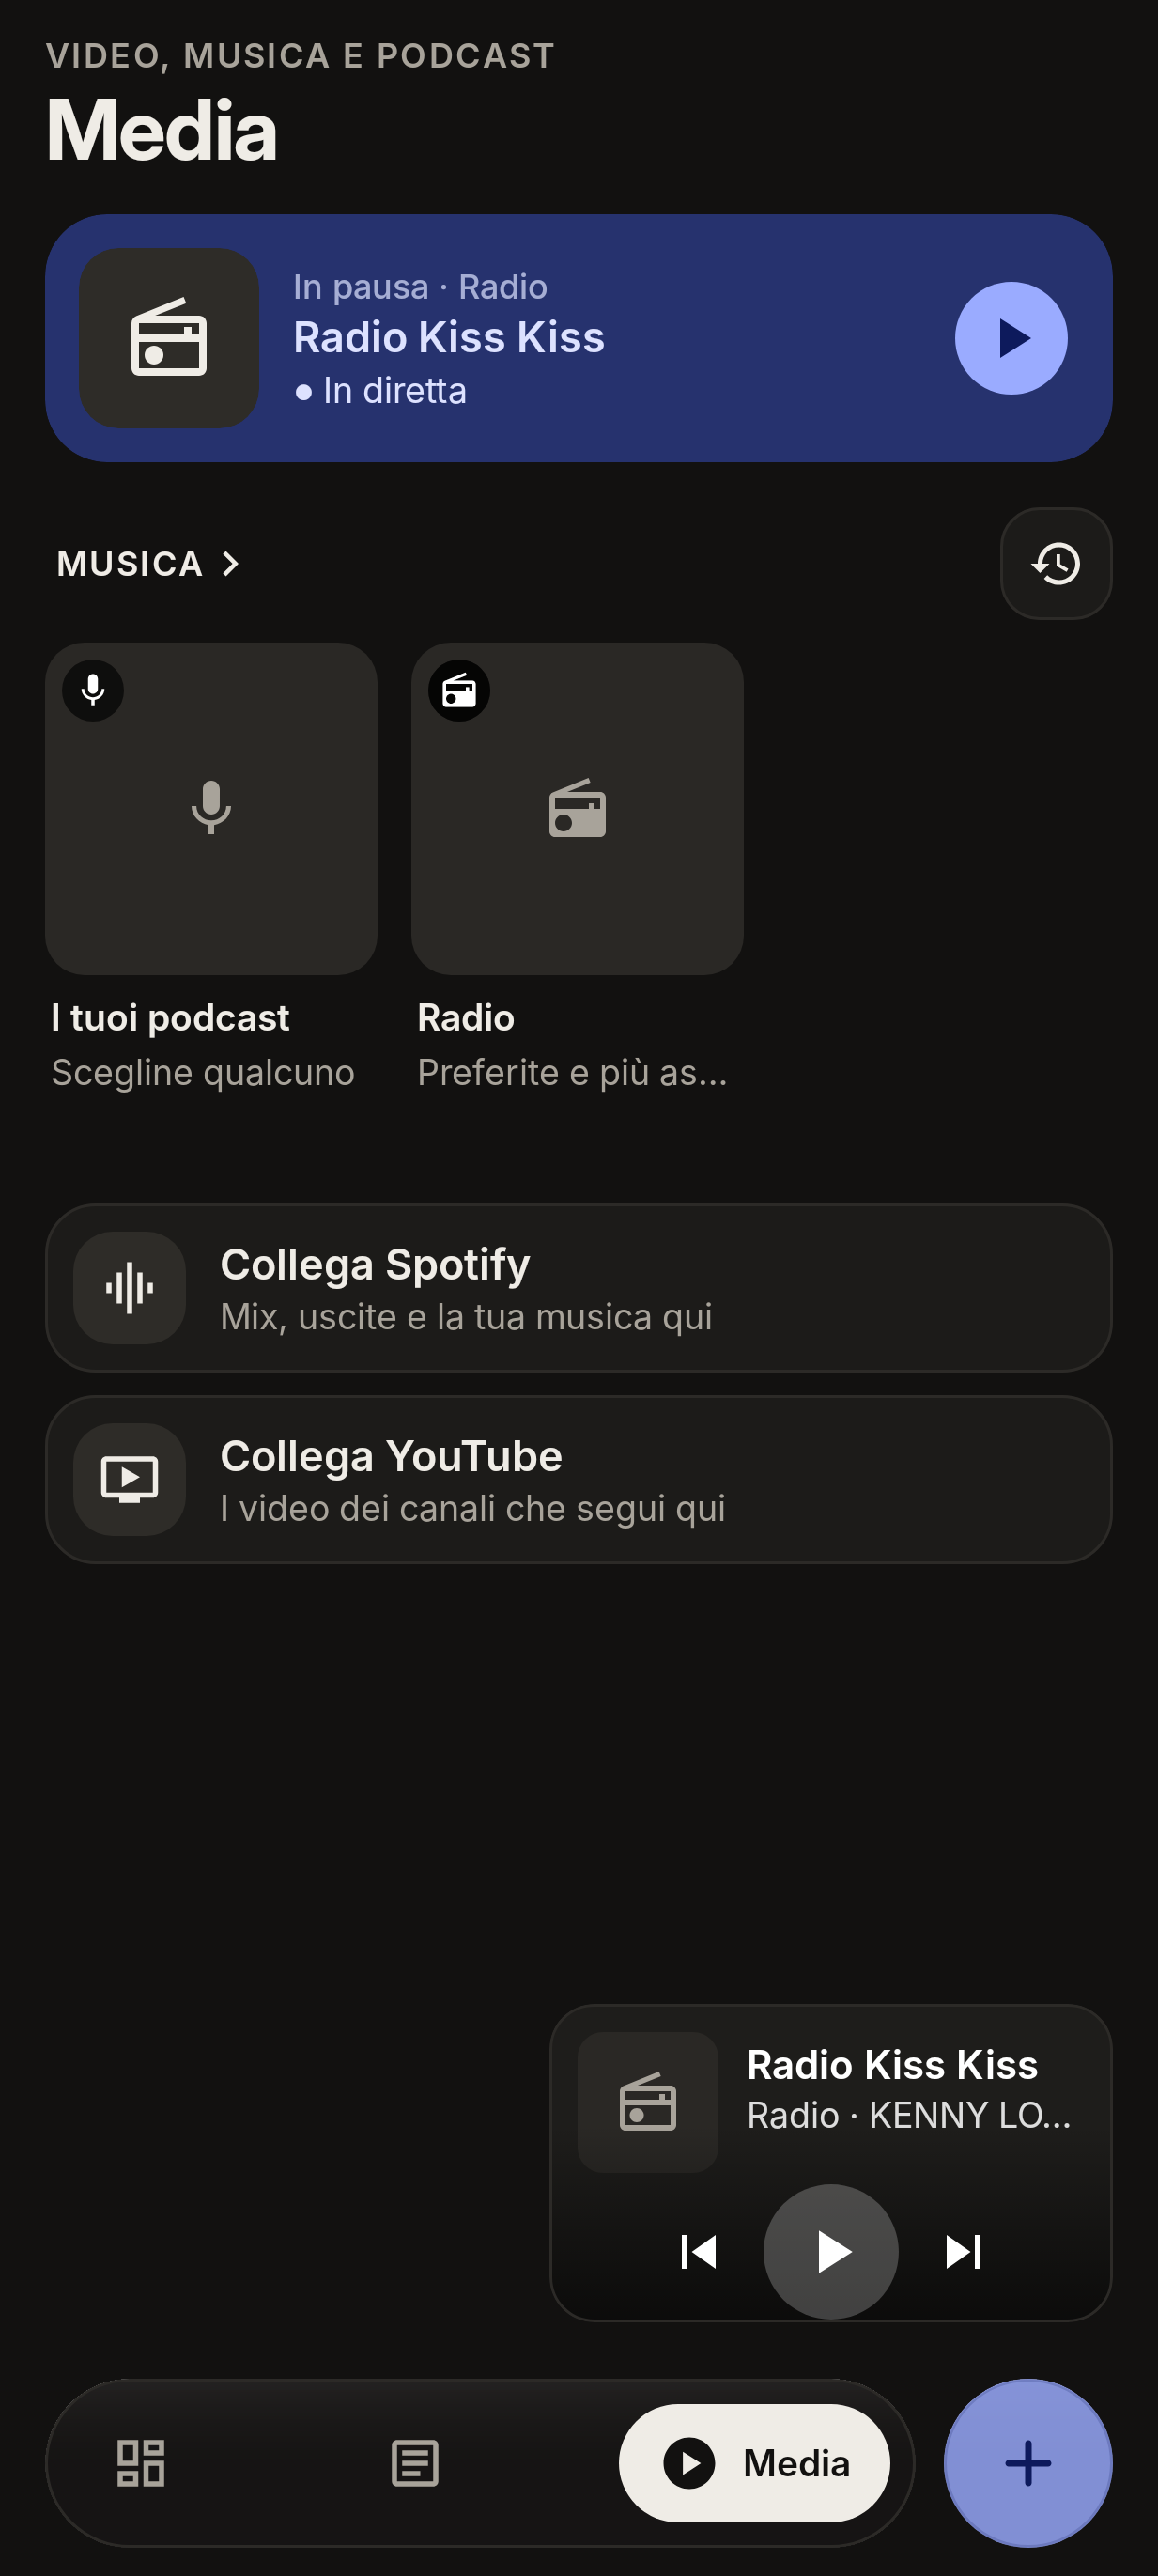 VIDEO, MUSICA E PODCAST
Media
In pausa · Radio
Radio Kiss Kiss
● In diretta
MUSICA
I tuoi podcast
Scegline qualcuno
Radio
Preferite e più as...
Collega Spotify
Mix, uscite e la tua musica qui
Collega YouTube
I video dei canali che segui qui
Radio Kiss Kiss
Radio · KENNY LO...
Media